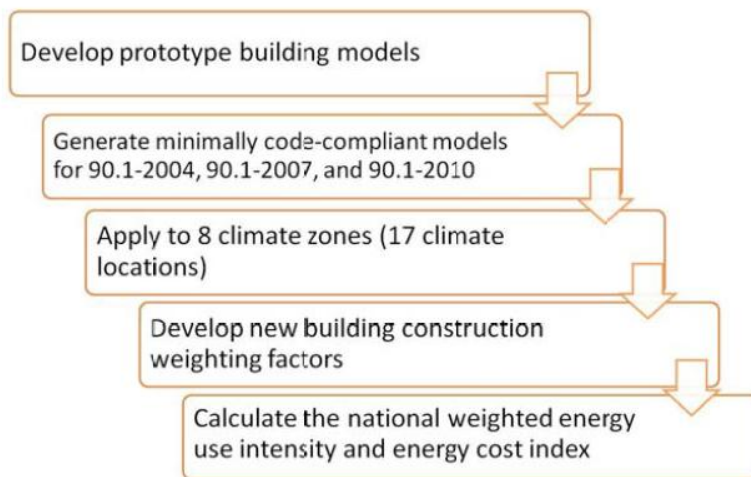 Develop prototype building models
Generate minimally code-compliant models
for 90.1-2004, 90.1-2007, and 90.1-2010
Apply to 8 climate zones (17 climate
locations)
Develop new building construction
weighting factors
Calculate the national weighted energy
use intensity and energy cost index